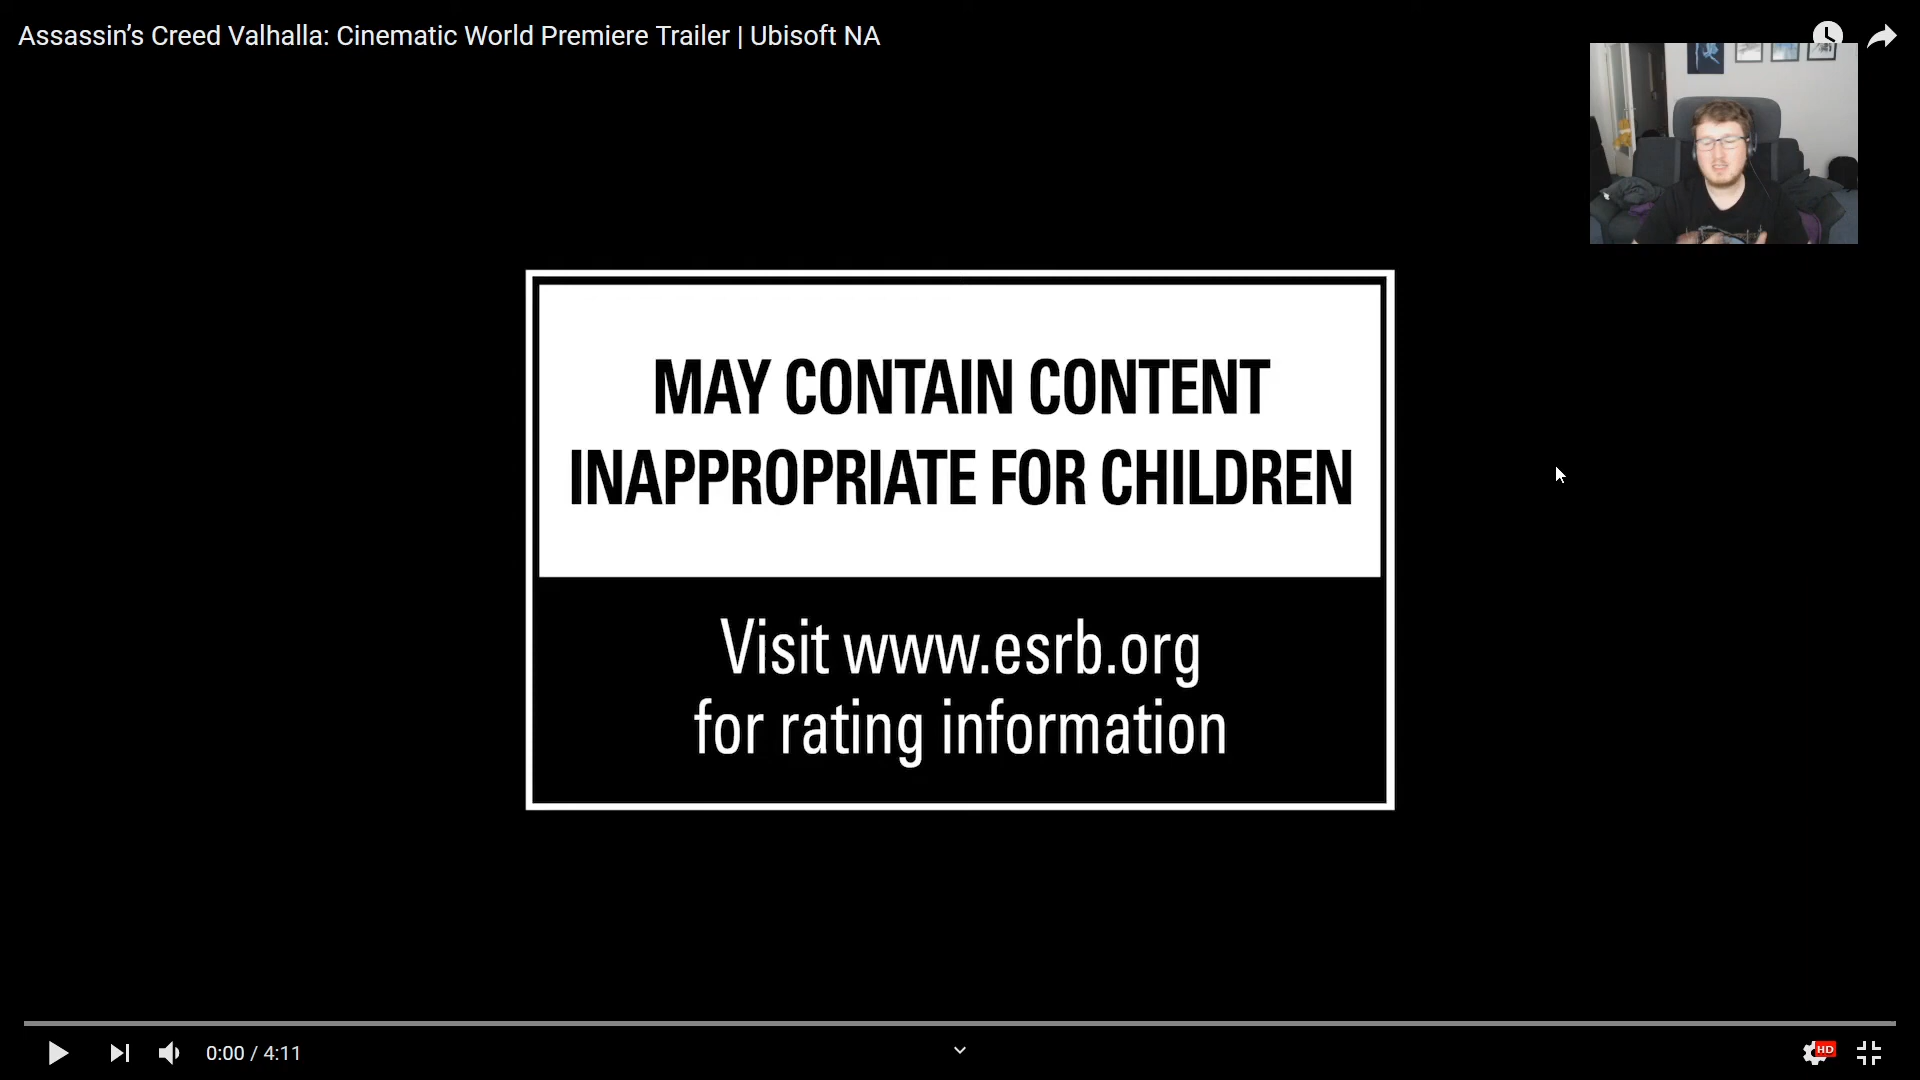 Assassin’s Creed Valhalla: Cinematic World Premiere Trailer | Ubisoft NA
MAY CONTAIN CONTENT
INAPPROPRIATE FOR CHILDREN
Visit www.esrb.org
for rating information
0:00 / 4:11
HD